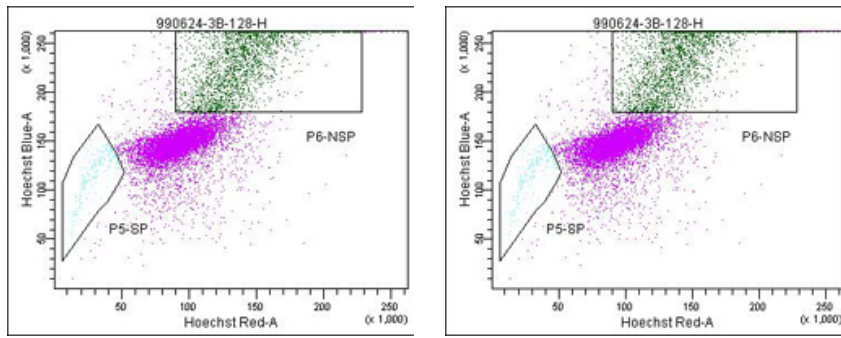 990624-3B-128-H
Hoechst Blue-A
(x 1,000)
250
200
150
100
50
P6-NSP
P5-SP
50 100 150 200 250
Hoechst Red-A
(x 1,000)
990624-3B-128-H
Hoechst Blue-A
(x 1,000)
250
200
150
100
50
P6-NSP
P5-SP
50 100 150 200 250
Hoechst Red-A
(x 1,000)